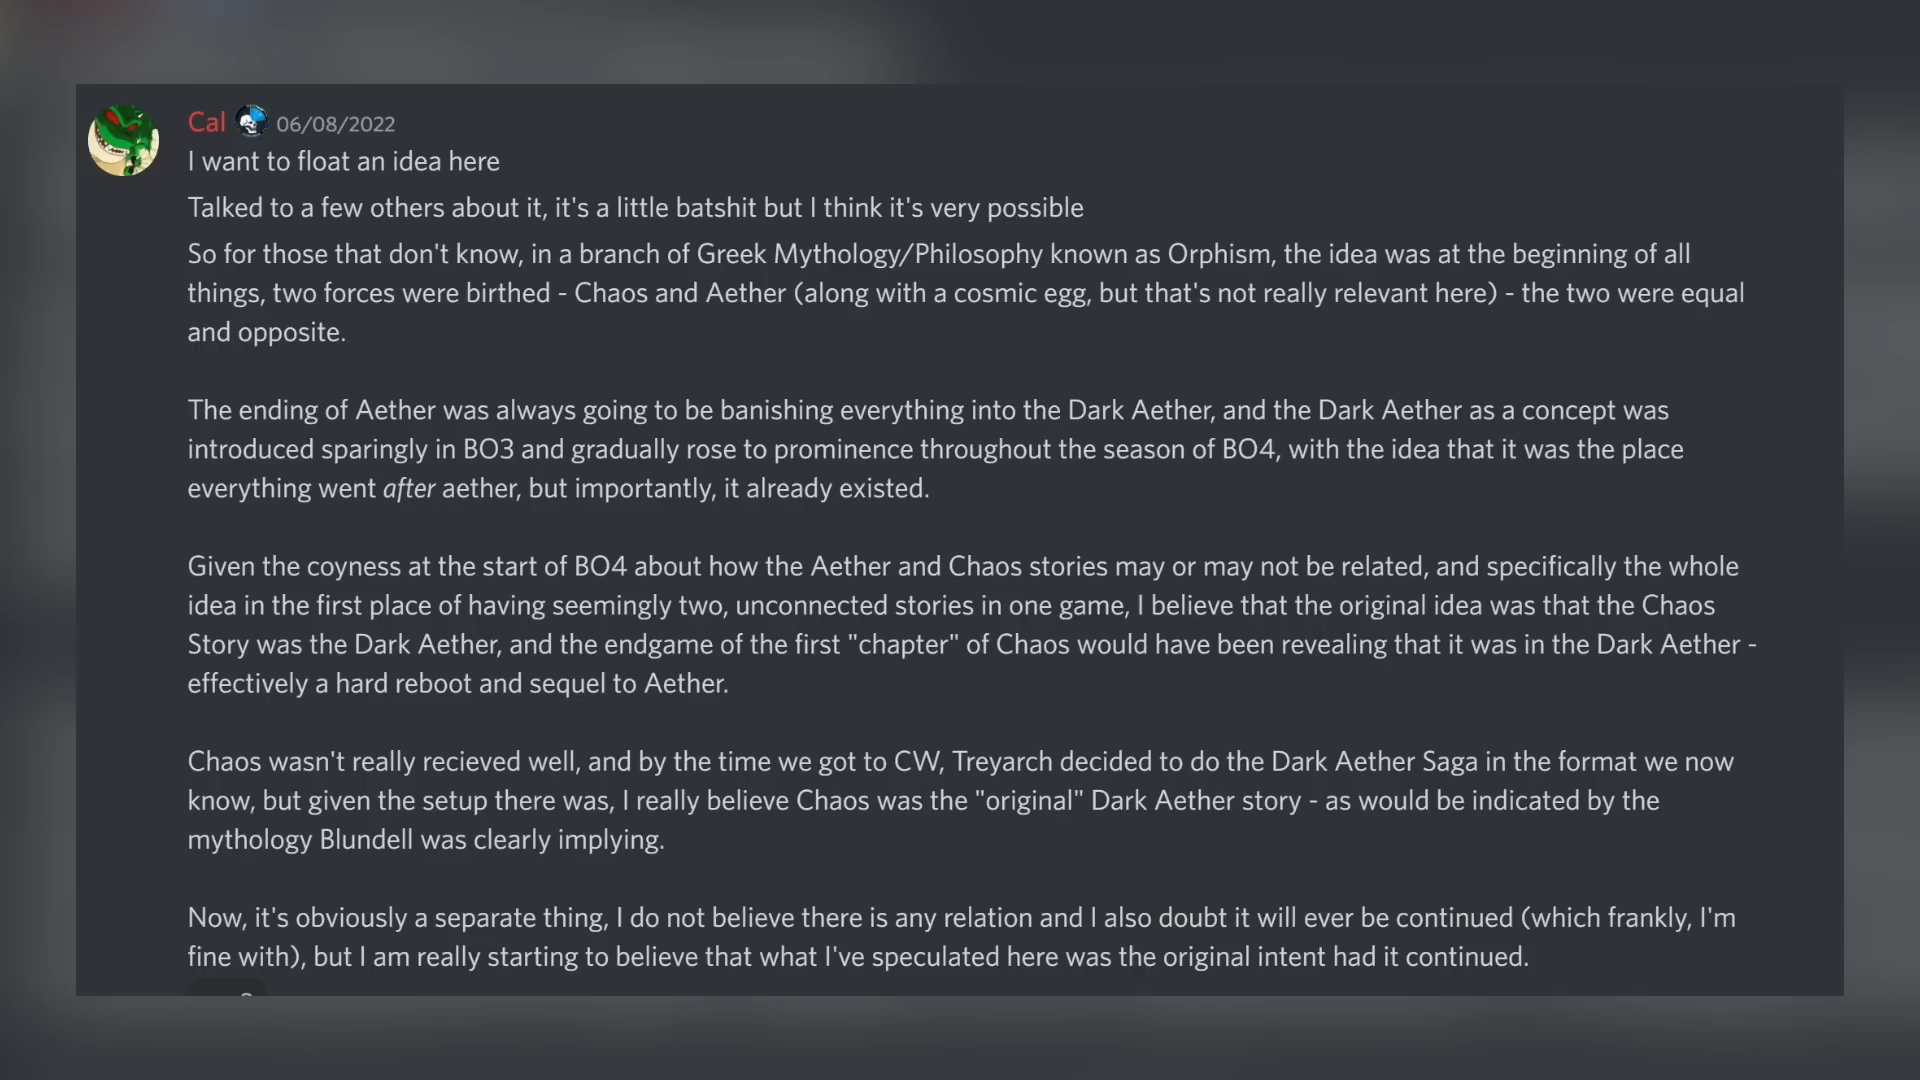 Cal 06/08/2022
I want to float an idea here
Talked to a few others about it, it's a little batshit but I think it's very possible
So for those that don't know, in a branch of Greek Mythology/Philosophy known as Orphism, the idea was at the beginning of all
things, two forces were birthed - Chaos and Aether (along with a cosmic egg, but that's not really relevant here) - the two were equal
and opposite.
The ending of Aether was always going to be banishing everything into the Dark Aether, and the Dark Aether as a concept was
introduced sparingly in BO3 and gradually rose to prominence throughout the season of BO4, with the idea that it was the place
everything went after aether, but importantly, it already existed.
Given the coyness at the start of BO4 about how the Aether and Chaos stories may or may not be related, and specifically the whole
idea in the first place of having seemingly two, unconnected stories in one game, I believe that the original idea was that the Chaos
Story was the Dark Aether, and the endgame of the first "chapter" of Chaos would have been revealing that it was in the Dark Aether -
effectively a hard reboot and sequel to Aether.
Chaos wasn't really recieved well, and by the time we got to CW, Treyarch decided to do the Dark Aether Saga in the format we now
know, but given the setup there was, I really believe Chaos was the "original" Dark Aether story - as would be indicated by the
mythology Blundell was clearly implying.
Now, it's obviously a separate thing, I do not believe there is any relation and I also doubt it will ever be continued (which frankly, I'm
fine with), but I am really starting to believe that what I've speculated here was the original intent had it continued.